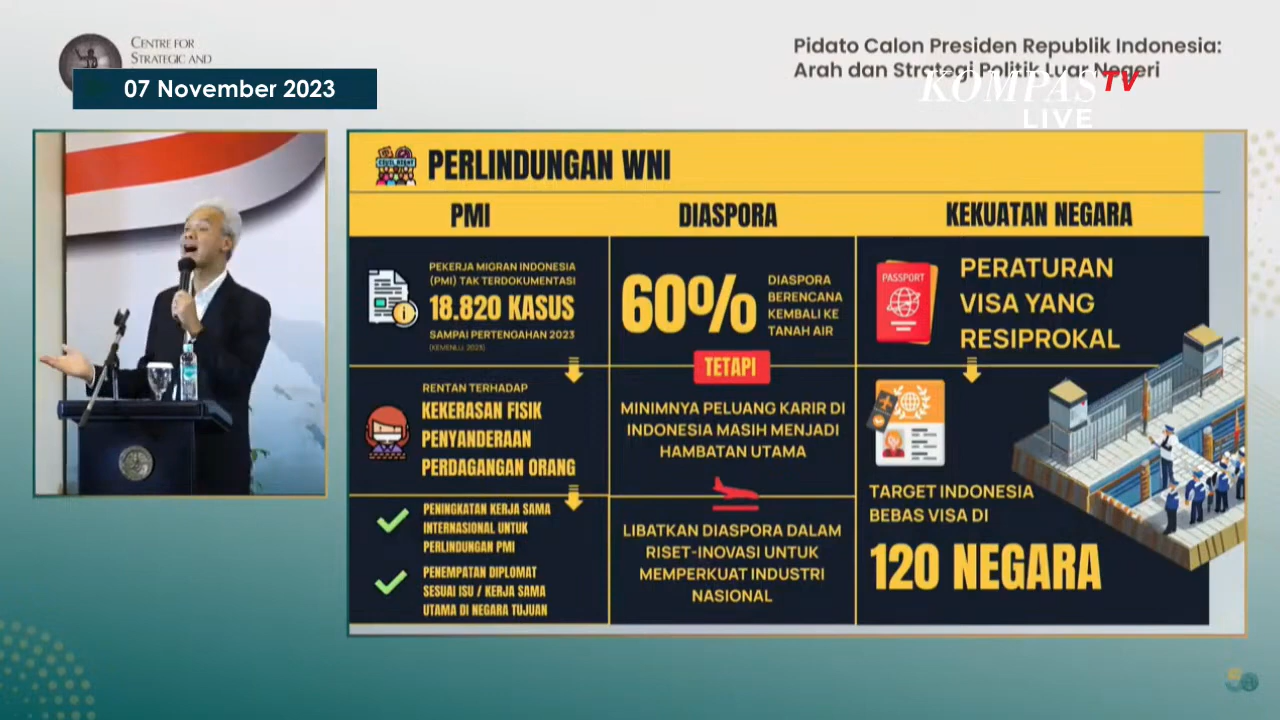 CENTRE FOR
STRATEGIC AND
07 November 2023
Pidato Calon Presiden Republik Indonesia:
Arah dan Strategi Politik Luar Negeri
KOMPAS TV
LIVE
PERLINDUNGAN WNI
PMI
PEKERJA MIGRAN INDONESIA
(PMI) TAK TERDOKUMENTASI
18.820 KASUS
SAMPAI PERTENGAHAN 2023
(KEMENLU, 2023)
RENTAN TERHADAP
KEKERASAN FISIK
PENYANDERAAN
PERDAGANGAN ORANG
PENINGKATAN KERJA SAMA
INTERNASIONAL UNTUK
PERLINDUNGAN PMI
PENEMPATAN DIPLOMAT
SESUAI ISU / KERJA SAMA
UTAMA DI NEGARA TUJUAN
DIASPORA
60%
DIASPORA
BERENCANA
KEMBALI KE
TANAH AIR
TETAPI
MINIMNYA PELUANG KARIR DI
INDONESIA MASIH MENJADI
HAMBATAN UTAMA
LIBATKAN DIASPORA DALAM
RISET-INOVASI UNTUK
MEMPERKUAT INDUSTRI
NASIONAL
KEKUATAN NEGARA
PASSPORT
PERATURAN
VISA YANG
RESIPROKAL
TARGET INDONESIA
BEBAS VISA DI
120 NEGARA